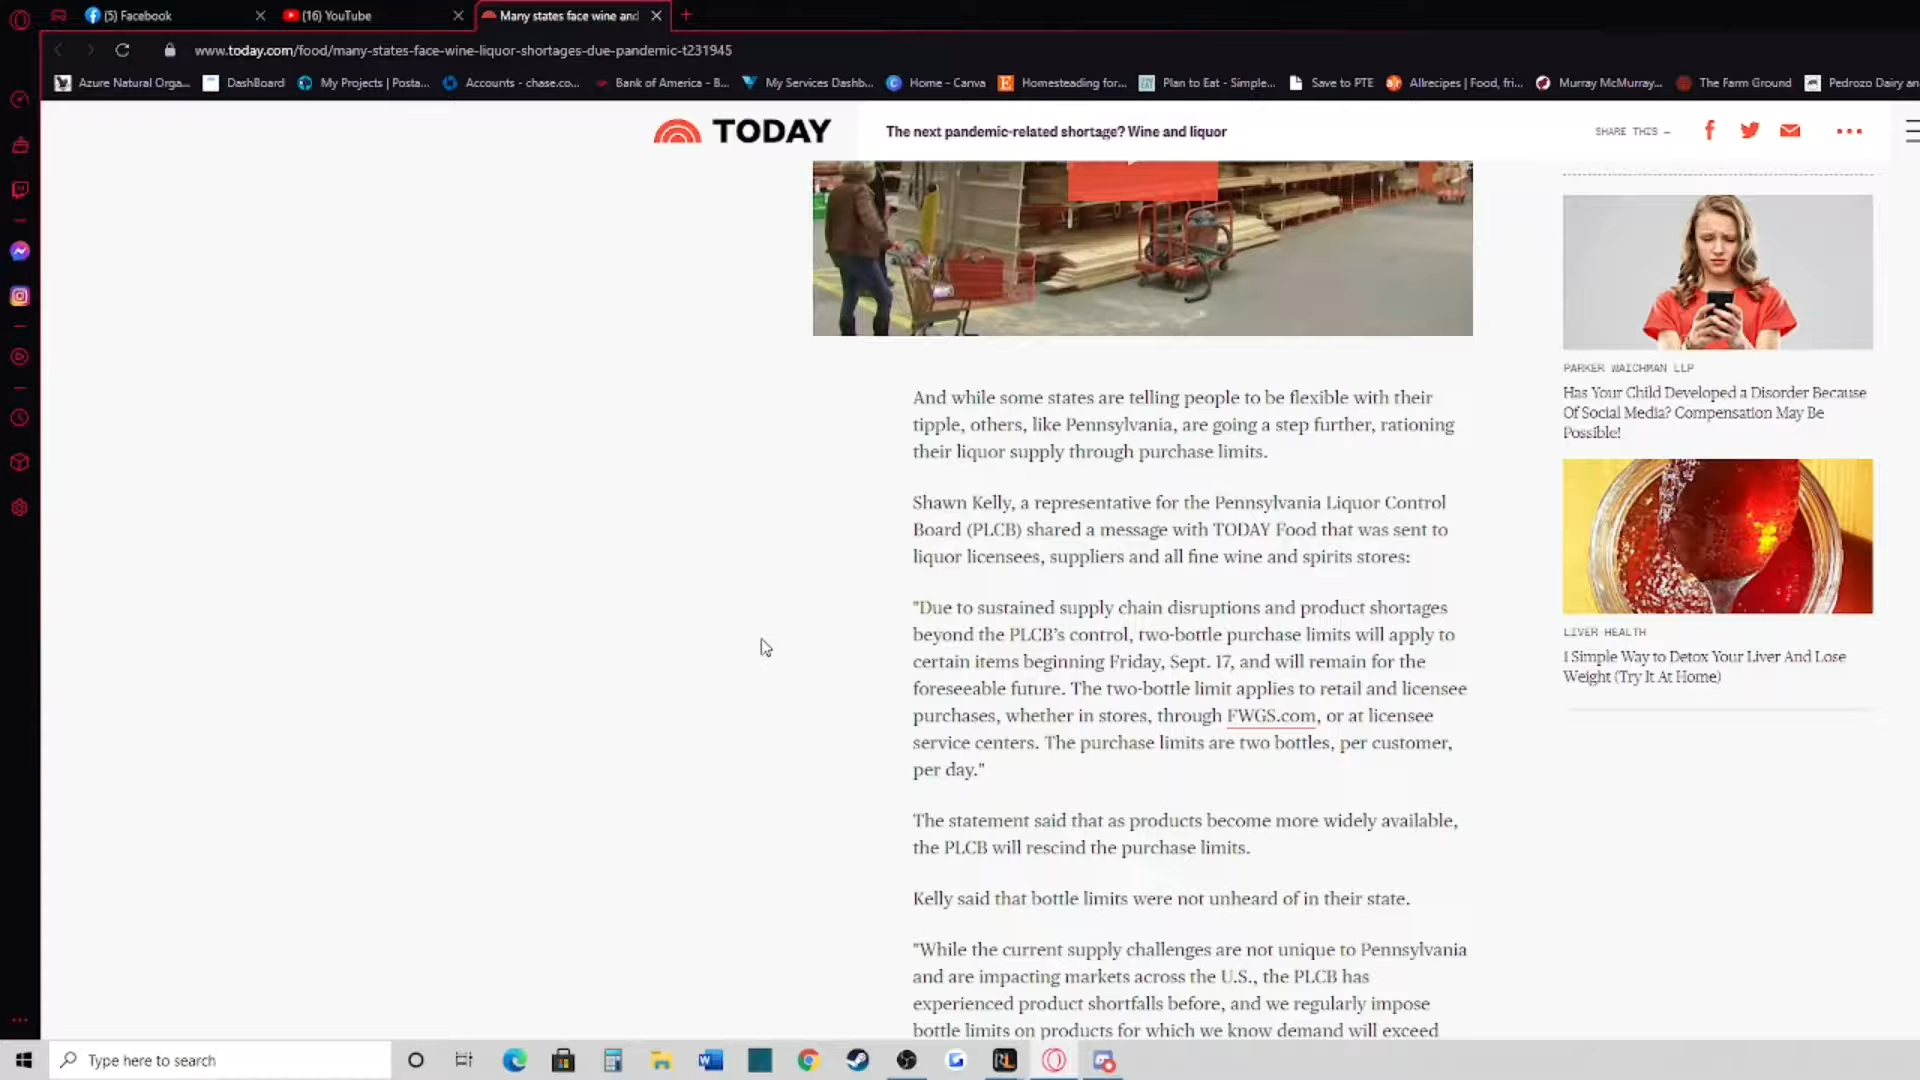 (5) Facebook
(16) YouTube
Many states face wine and
www.today.com/food/many-states-face-wine-liquor-shortages-due-pandemic-t231945
Azure Natural Orga...
DashBoard
My Projects | Posta...
Accounts - chase.co...
Bank of America - B...
My Services Dashb...
Home - Canva
Homesteading for...
Plan to Eat - Simple...
Save to PTE
Allrecipes | Food, fri...
Murray McMurray...
The Farm Ground
Pedrozo Dairy an
TODAY
The next pandemic-related shortage? Wine and liquor
SHARE THIS —
And while some states are telling people to be flexible with their
tipple, others, like Pennsylvania, are going a step further, rationing
their liquor supply through purchase limits.
Shawn Kelly, a representative for the Pennsylvania Liquor Control
Board (PLCB) shared a message with TODAY Food that was sent to
liquor licensees, suppliers and all fine wine and spirits stores:
"Due to sustained supply chain disruptions and product shortages
beyond the PLCB's control, two-bottle purchase limits will apply to
certain items beginning Friday, Sept. 17, and will remain for the
foreseeable future. The two-bottle limit applies to retail and licensee
purchases, whether in stores, through FWGS.com, or at licensee
service centers. The purchase limits are two bottles, per customer,
per day."
The statement said that as products become more widely available,
the PLCB will rescind the purchase limits.
Kelly said that bottle limits were not unheard of in their state.
"While the current supply challenges are not unique to Pennsylvania
and are impacting markets across the U.S., the PLCB has
experienced product shortfalls before, and we regularly impose
bottle limits on products for which we know demand will exceed
PARKER WAICHMAN LLP
Has Your Child Developed a Disorder Because
Of Social Media? Compensation May Be
Possible!
LIVER HEALTH
1 Simple Way to Detox Your Liver And Lose
Weight (Try It At Home)
Type here to search